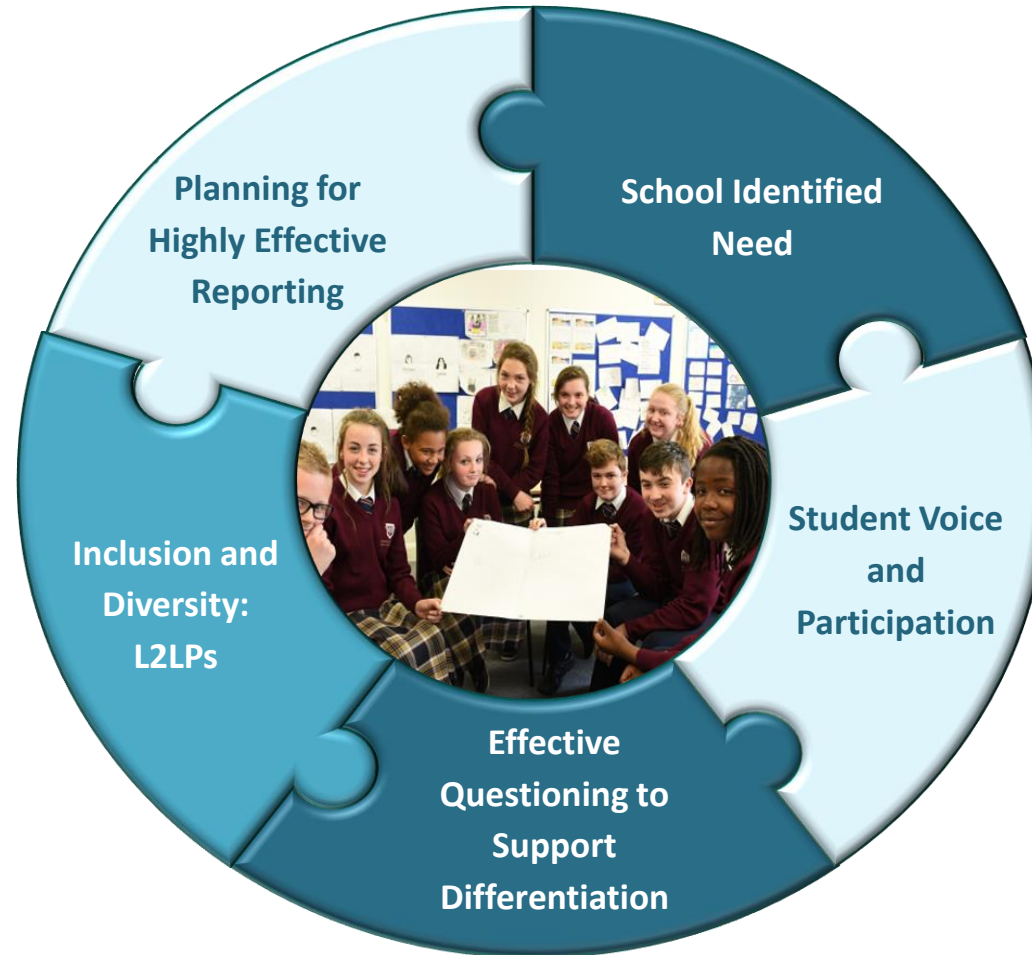 Planning for
Highly Effective
Reporting
School Identified
Need
Student Voice
and
Participation
Effective
Questioning to
Support
Differentiation
Inclusion and
Diversity:
L2LPs